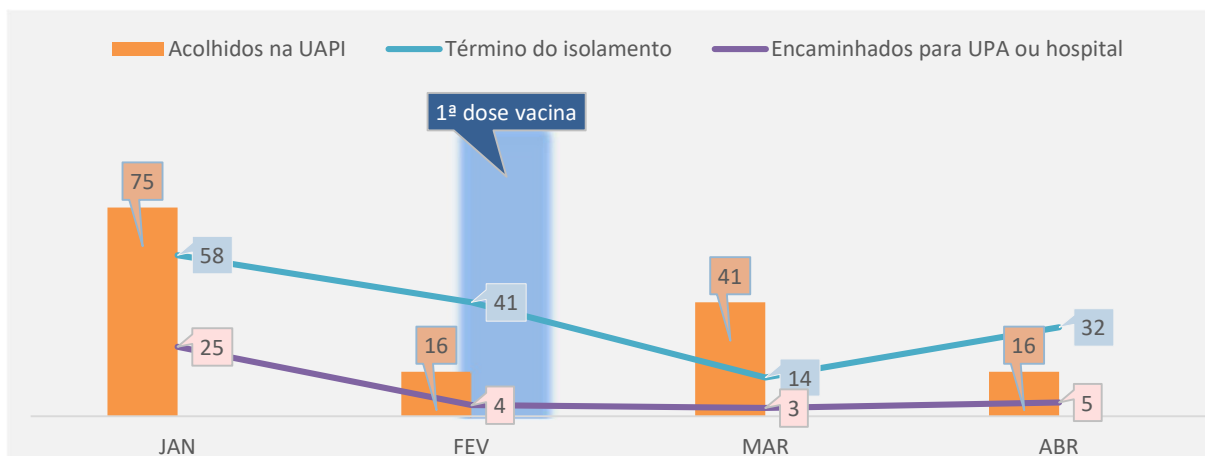 Acolhidos na UAPI
Término do isolamento
Encaminhados para UPA ou hospital
1ª dose vacina
75
58
25
16
41
4
41
14
3
16
32
5
JAN
FEV
MAR
ABR